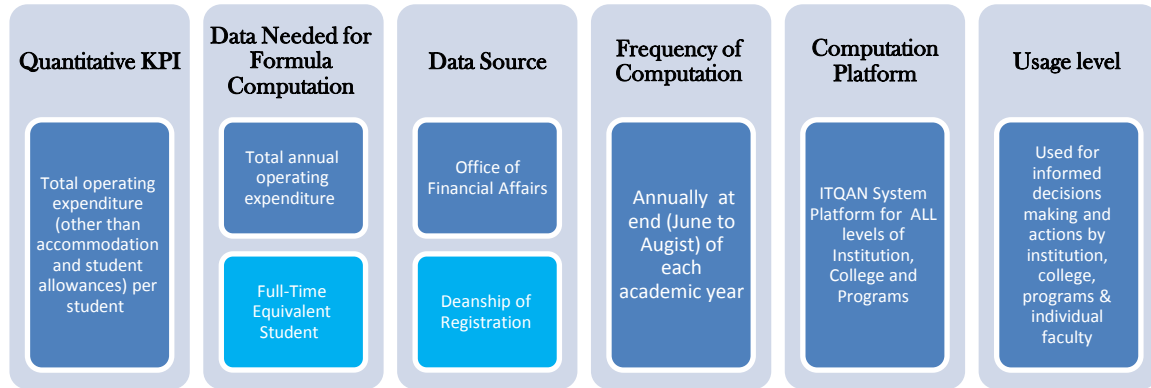 Quantitative KPI
Total operating
expenditure
(other than
accommodation
and student
allowances) per
student
Data Needed for
Formula
Computation
Total annual
operating
expenditure
Full-Time
Equivalent
Student
Data Source
Office of
Financial Affairs
Deanship of
Registration
Frequency of
Computation
Annually at
end (June to
Augist) of
each
academic year
Computation
Platform
ITQAN System
Platform for ALL
levels of
Institution,
College and
Programs
Usage level
Used for
informed
decisions
making and
actions by
institution,
college,
programs &
individual
faculty